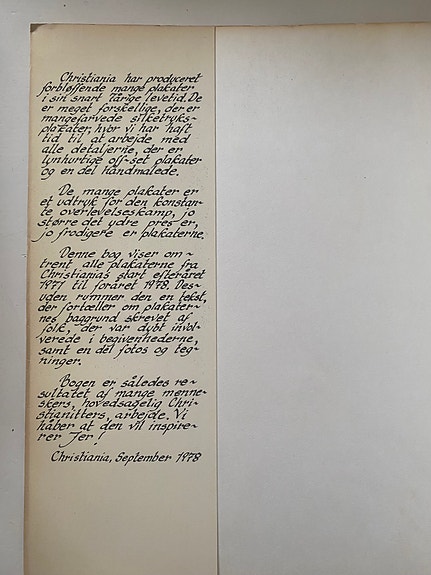 Christiania har produceret
forbløffende mange plakater
i sin snart 7årige levetid. De
er meget forskellige, der er
mangefarvede silketryks-
plakater, hvor vi har haft
tid til at arbejde med
alle detaljerne, der er
lynhurtige off-set plakater
og en del håndmalede.
De mange plakater er
et udtryk for den konstan-
te overlevelseskamp, jo
større det ydre pres er,
jo frodigere er plakaterne.
Denne bog viser om-
trent alle plakaterne fra
Christianias start efteråret
1971 til foråret 1978. Des-
uden rummer den en tekst,
der fortæller om plakater-
nes baggrund skrevet af
folk, der var dybt invol-
verede i begivenhederne,
samt en del fotos og teg-
ninger.
Bogen er således re-
sultatet af mange menne-
skers, hovedsagelig Chri-
stianitters, arbejde. Vi
håber at den vil inspire-
rer Jer!
Christiania, September 1978